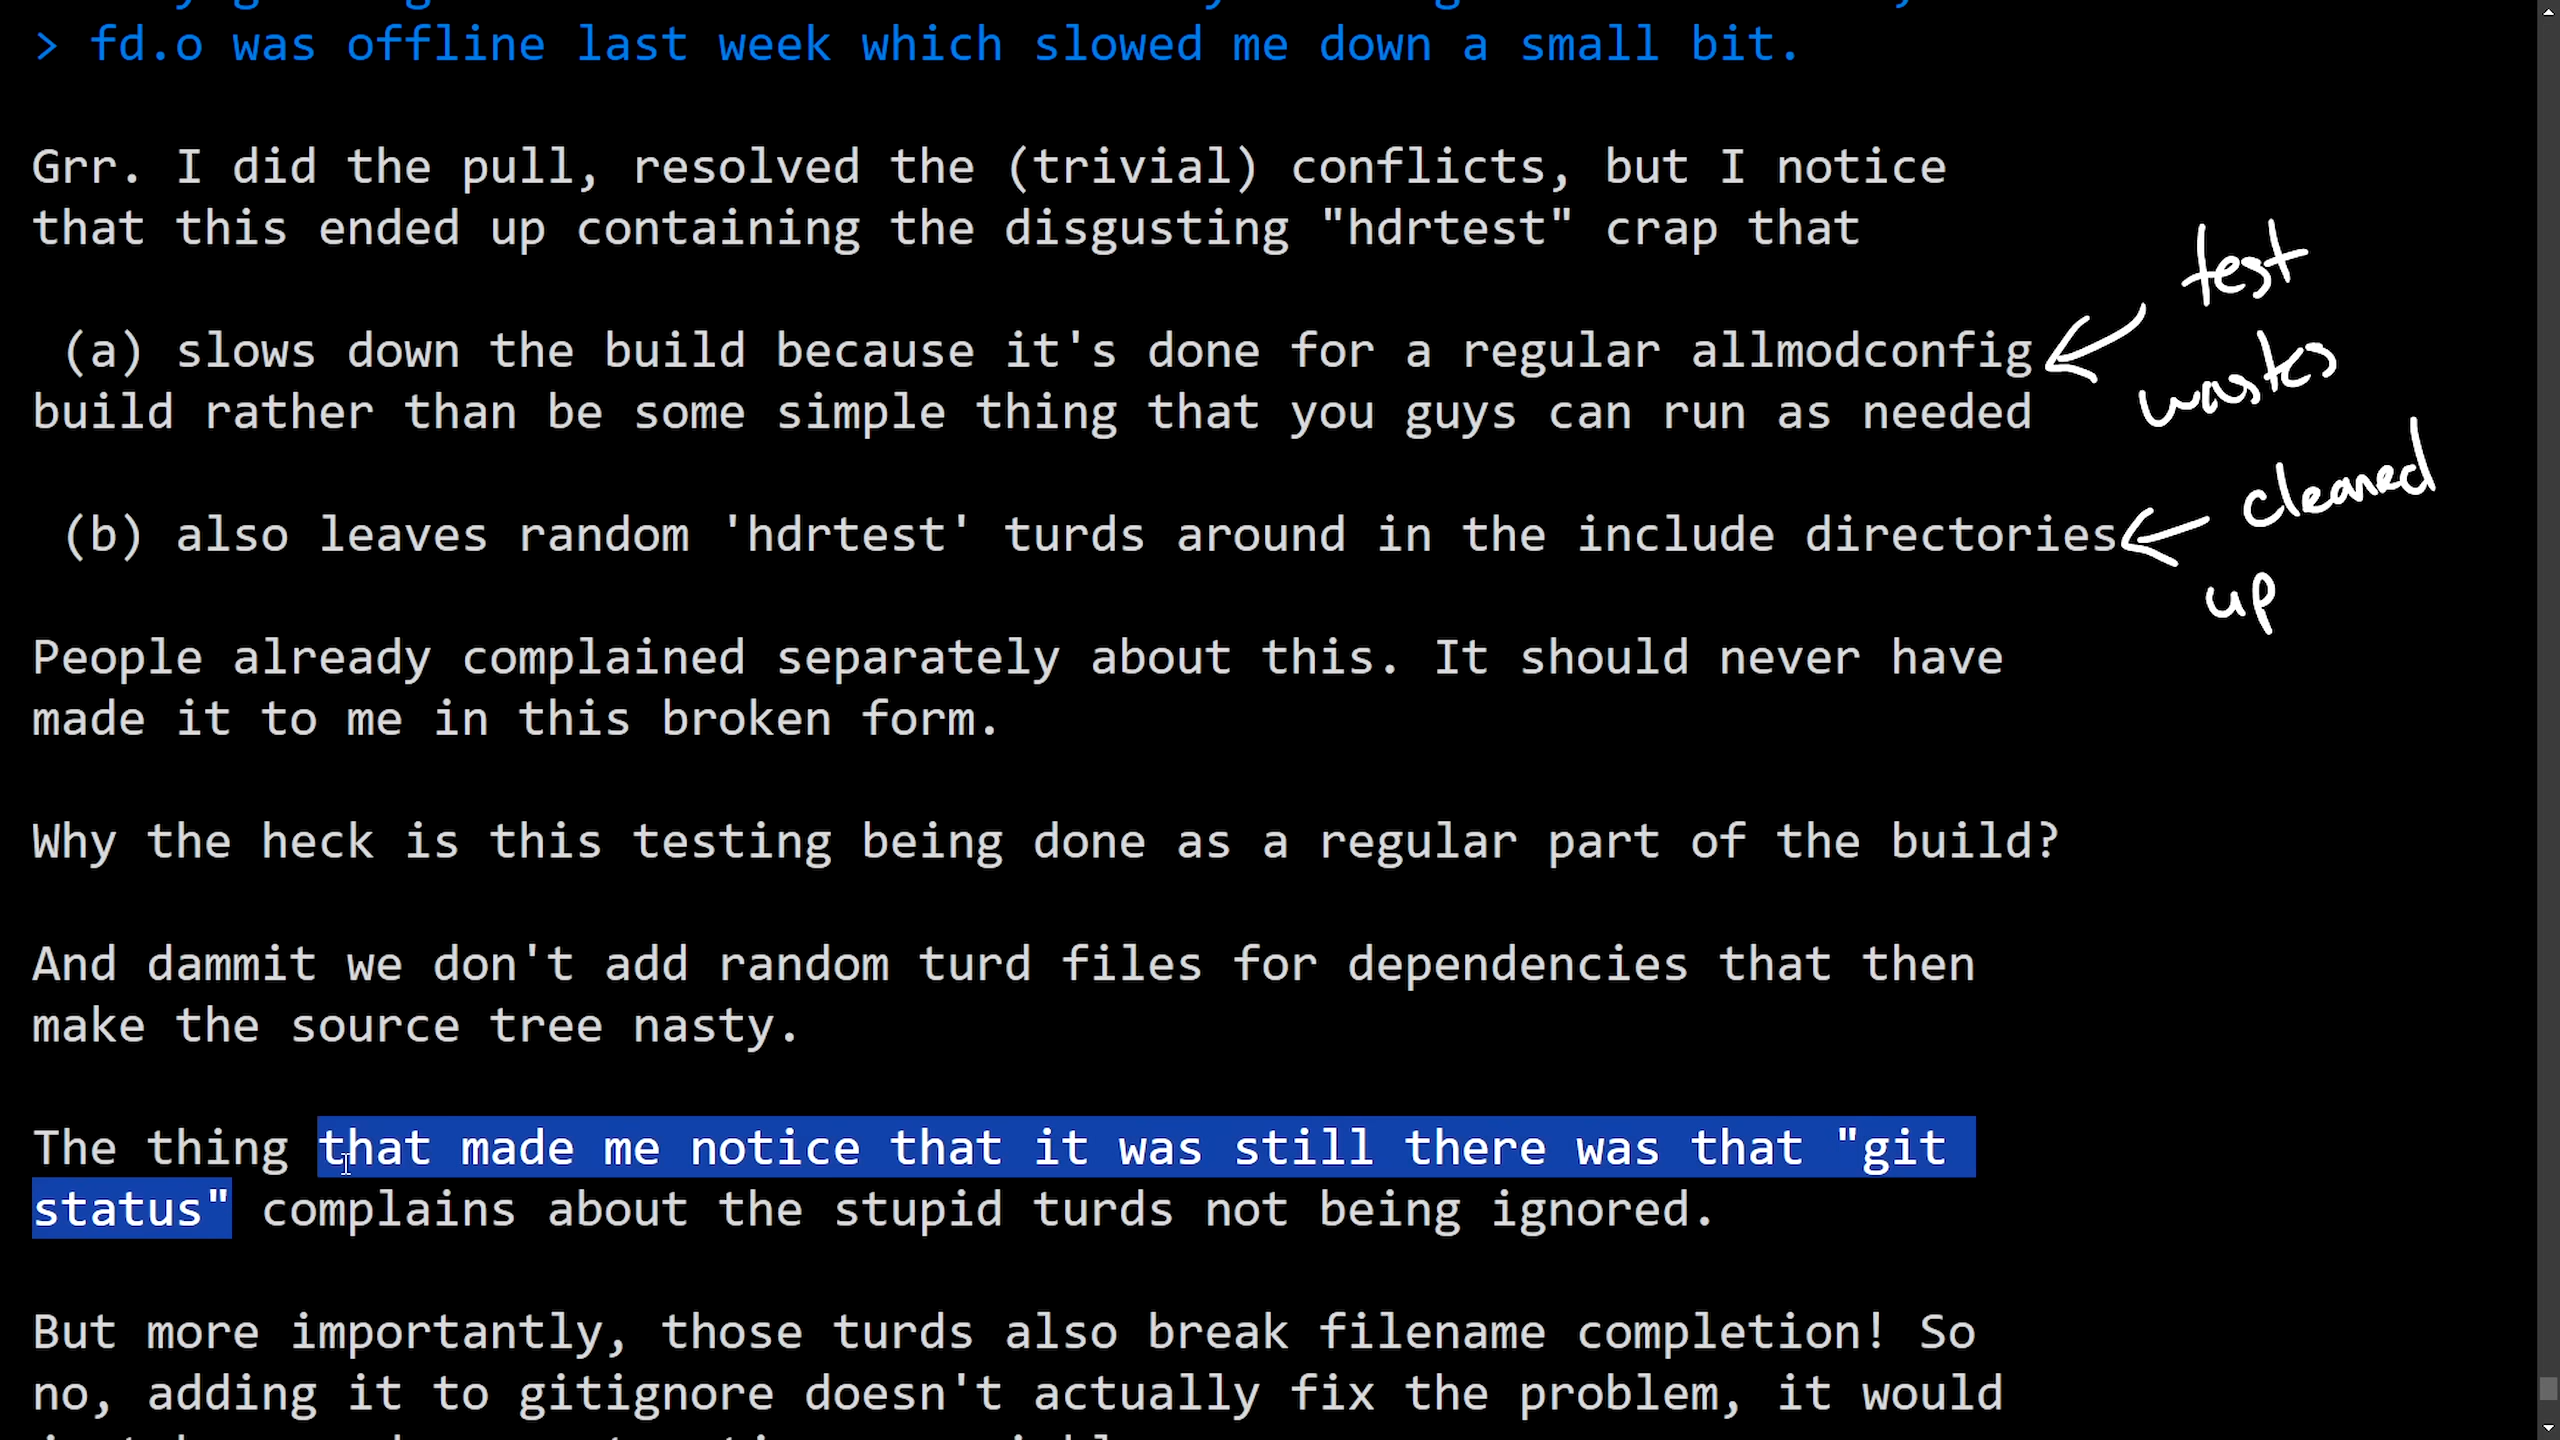 > fd.o was offline last week which slowed me down a small bit.
Grr. I did the pull, resolved the (trivial) conflicts, but I notice
that this ended up containing the disgusting "hdrtest" crap that
test
(a) slows down the build because it's done for a regular allmodconfig
wastes
build rather than be some simple thing that you guys can run as needed
cleaned
(b) also leaves random 'hdrtest' turds around in the include directories
up
People already complained separately about this. It should never have
made it to me in this broken form.
Why the heck is this testing being done as a regular part of the build?
And dammit we don't add random turd files for dependencies that then
make the source tree nasty.
The thing that made me notice that it was still there was that "git
status" complains about the stupid turds not being ignored.
But more importantly, those turds also break filename completion! So
no, adding it to gitignore doesn't actually fix the problem, it would